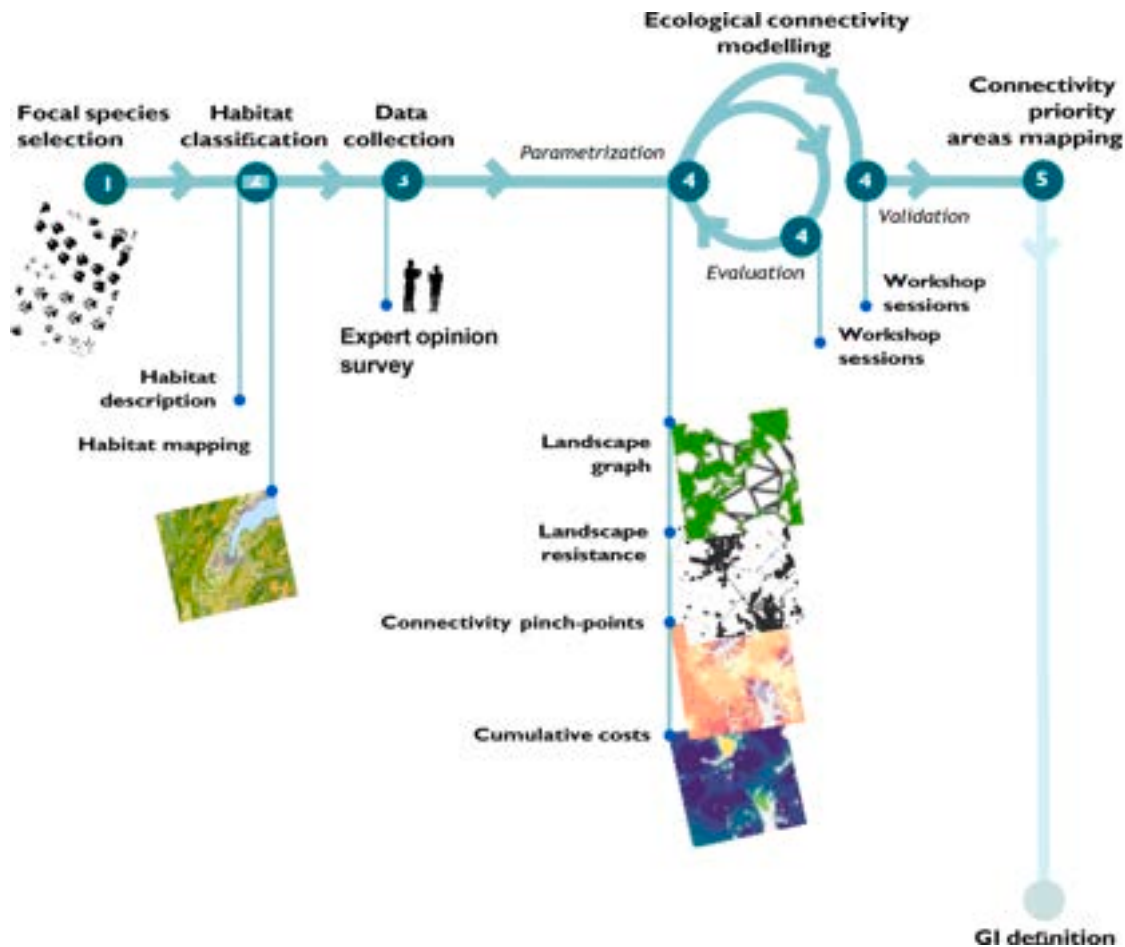 Ecological connectivity
modelling
Focal species
selection
Habitat
classification
Data
collection
Connectivity
priority
areas mapping
Parametrization
1
3
4
4
5
Validation
4
Evaluation
Workshop
sessions
Workshop
sessions
Expert opinion
survey
Habitat
description
Habitat mapping
Landscape
graph
Landscape
resistance
Connectivity pinch-points
Cumulative costs
GI definition